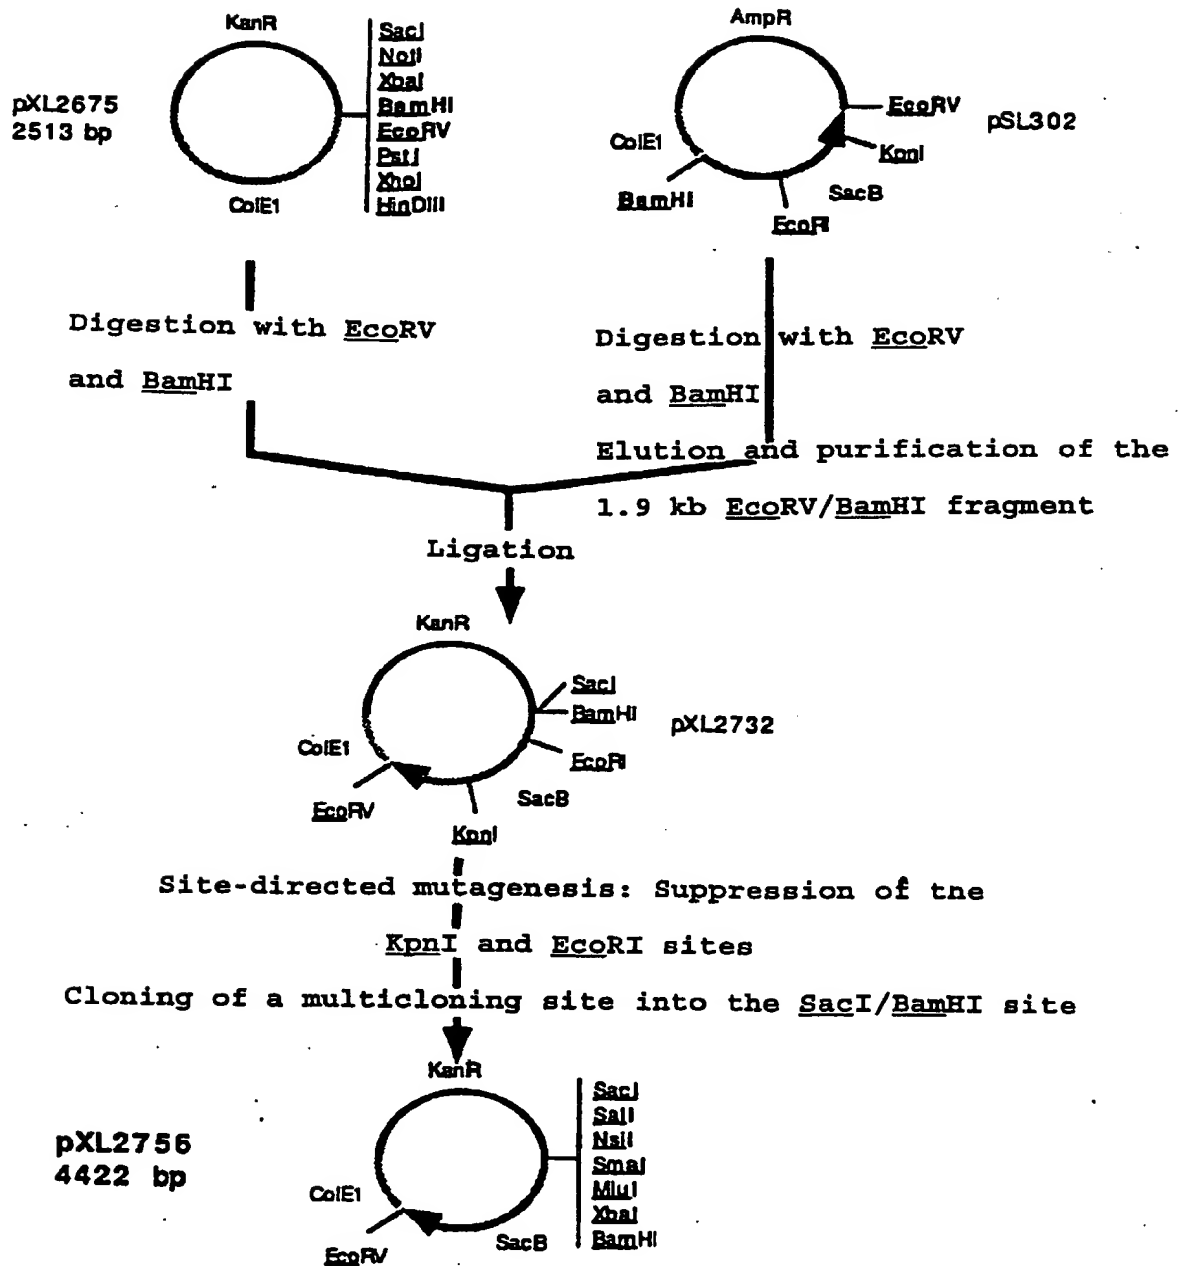 KanR
pXL2675
2513 bp
ColE1
SacI
NotI
XbaI
BamHI
EcoRV
PstI
XhoI
HinDIII
AmpR
EcoRV
pSL302
KpnI
ColE1
BamHI
SacB
EcoRI
Digestion with EcoRV
and BamHI
Digestion with EcoRV
and BamHI
Elution and purification of the
1.9 kb EcoRV/BamHI fragment
Ligation
KanR
SacI
BamHI
pXL2732
ColE1
EcoRI
EcoRV
SacB
KpnI
Site-directed mutagenesis: Suppression of the
KpnI and EcoRI sites
Cloning of a multicloning site into the SacI/BamHI site
KanR
pXL2756
4422 bp
ColE1
EcoRV
SacB
SacI
SalI
NsiI
SmaI
MluI
XbaI
BamHI